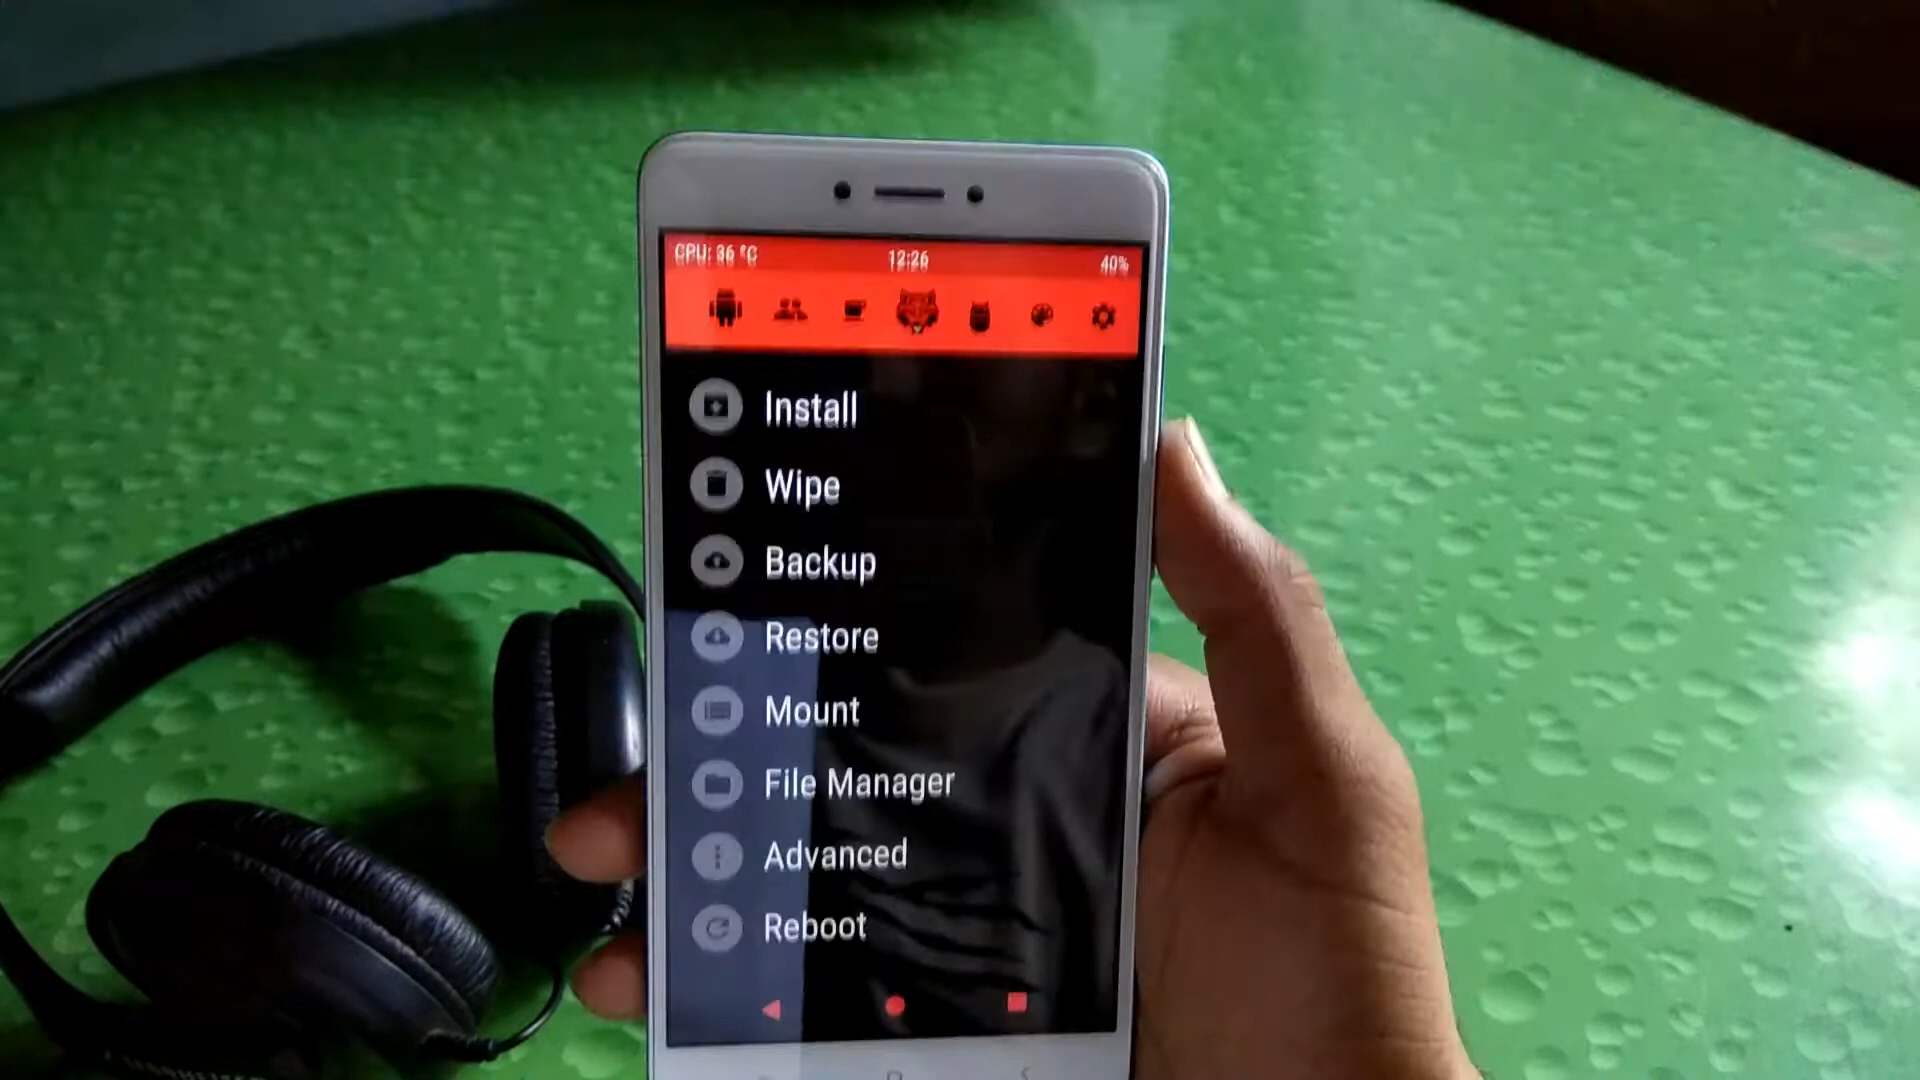 CPU: 36 °C 12:26 40%
Install
Wipe
Backup
Restore
Mount
File Manager
Advanced
Reboot